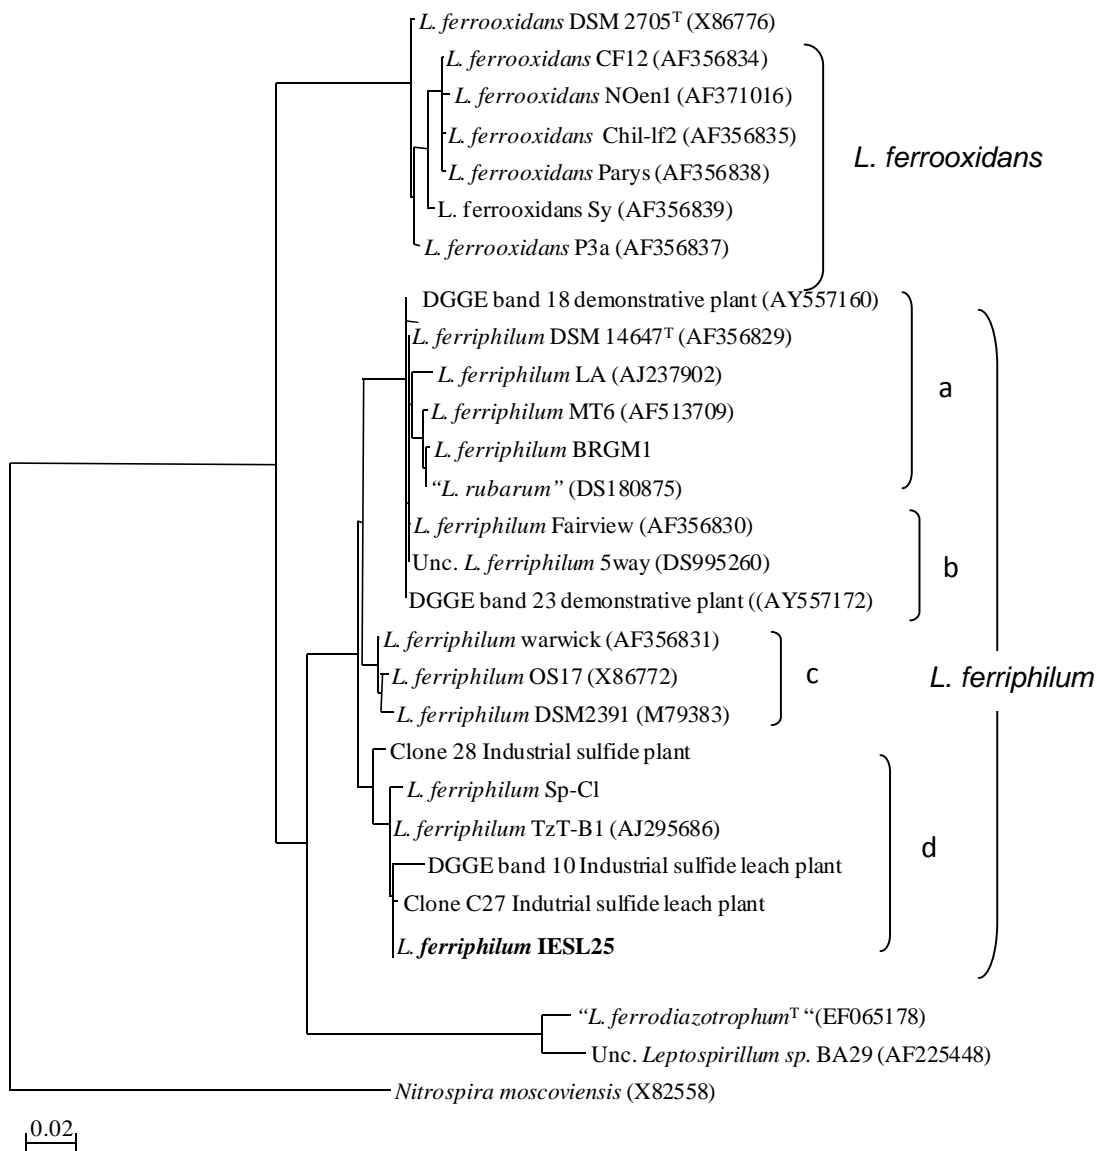 L. ferrooxidans DSM 2705ᵀ (X86776)
L. ferrooxidans CF12 (AF356834)
L. ferrooxidans NOen1 (AF371016)
L. ferrooxidans Chil-lf2 (AF356835)
L. ferrooxidans
L. ferrooxidans Parys (AF356838)
L. ferrooxidans Sy (AF356839)
L. ferrooxidans P3a (AF356837)
DGGE band 18 demonstrative plant (AY557160)
L. ferriphilum DSM 14647ᵀ (AF356829)
L. ferriphilum LA (AJ237902)
a
L. ferriphilum MT6 (AF513709)
L. ferriphilum BRGM1
“L. rubarum” (DS180875)
L. ferriphilum Fairview (AF356830)
Unc. L. ferriphilum 5way (DS995260)
b
DGGE band 23 demonstrative plant ((AY557172)
L. ferriphilum warwick (AF356831)
L. ferriphilum OS17 (X86772)
c
L. ferriphilum
L. ferriphilum DSM2391 (M79383)
Clone 28 Industrial sulfide plant
L. ferriphilum Sp-Cl
L. ferriphilum TzT-B1 (AJ295686)
d
DGGE band 10 Industrial sulfide leach plant
Clone C27 Indutrial sulfide leach plant
L. ferriphilum IESL25
“L. ferrodiazotrophumᵀ “(EF065178)
Unc. Leptospirillum sp. BA29 (AF225448)
Nitrospira moscoviensis (X82558)
0.02